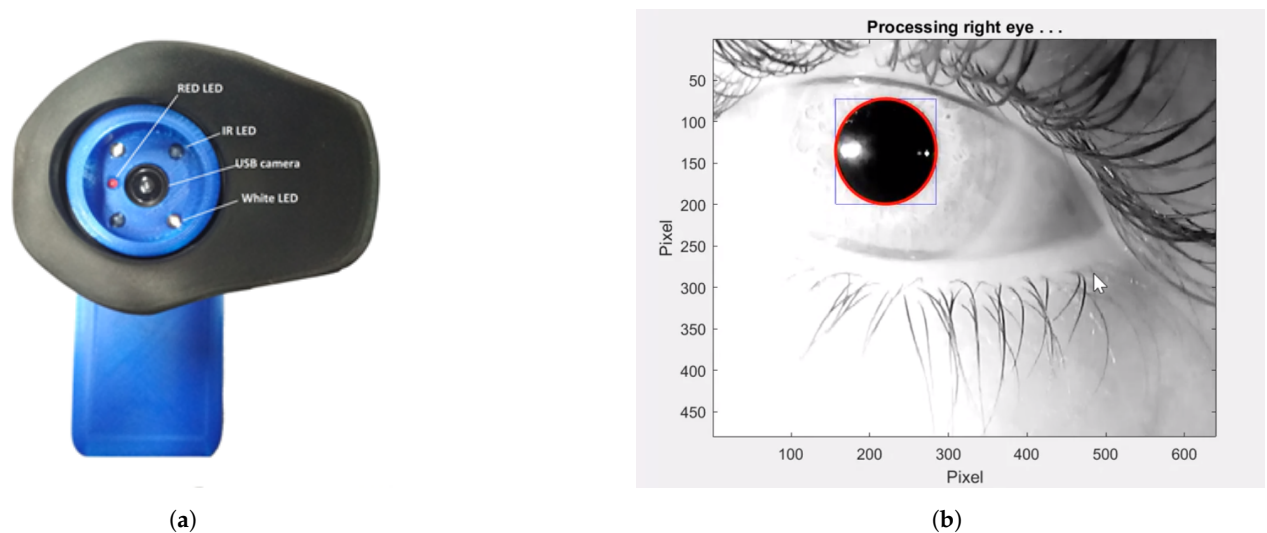 RED LED
IR LED
USB camera
White LED
(a)
Processing right eye . . .
50
100
150
200
250
300
350
400
450
Pixel
100 200 300 400 500 600
Pixel
(b)